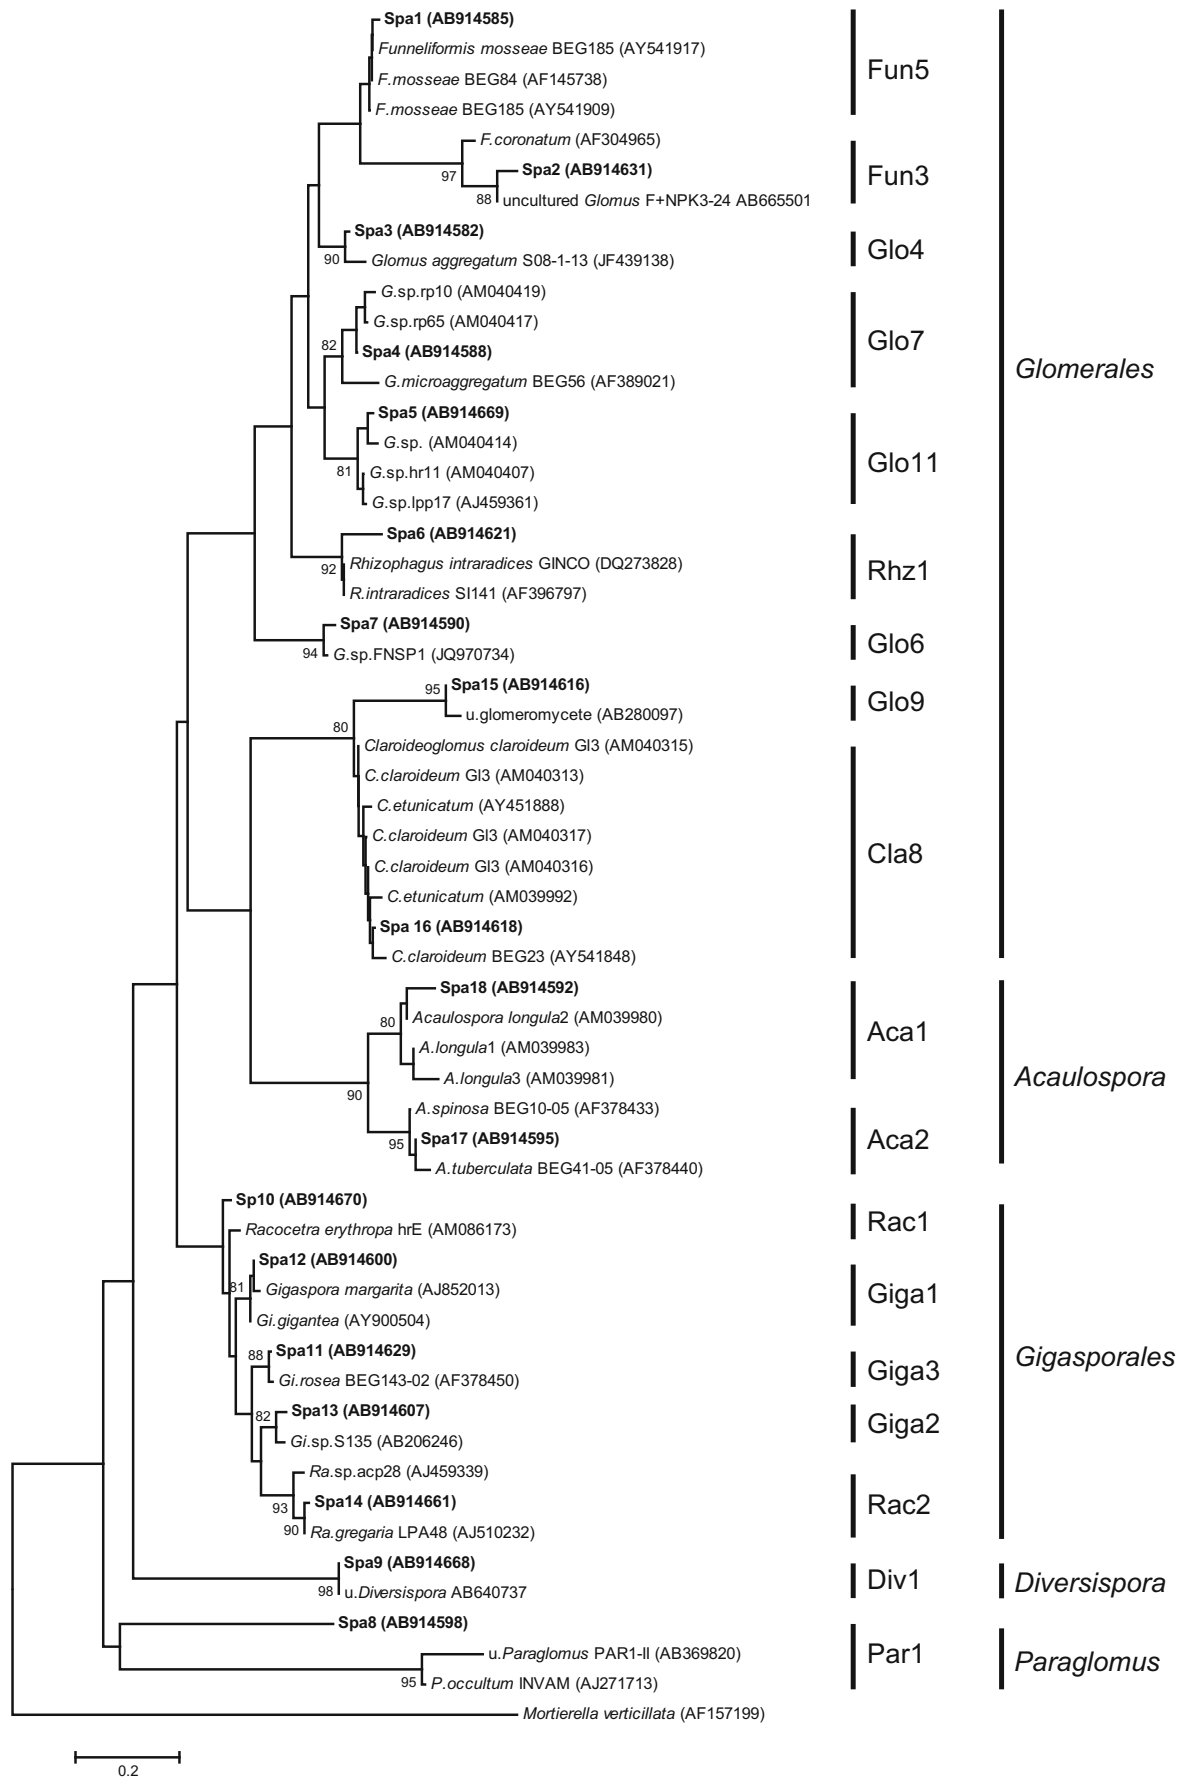 Spa1 (AB914585)
Funneliformis mosseae BEG185 (AY541917)
F.mosseae BEG84 (AF145738)
F.mosseae BEG185 (AY541909)
Fun5
F.coronatum (AF304965)
97
Spa2 (AB914631)
88 uncultured Glomus F+NPK3-24 AB665501
Fun3
Spa3 (AB914582)
90
Glomus aggregatum S08-1-13 (JF439138)
Glo4
G.sp.rp10 (AM040419)
G.sp.rp65 (AM040417)
82
Spa4 (AB914588)
G.microaggregatum BEG56 (AF389021)
Glo7
Glomerales
Spa5 (AB914669)
G.sp. (AM040414)
81
G.sp.hr11 (AM040407)
G.sp.lpp17 (AJ459361)
Glo11
Spa6 (AB914621)
92
Rhizophagus intraradices GINCO (DQ273828)
R.intraradices SI141 (AF396797)
Rhz1
Spa7 (AB914590)
94
G.sp.FNSP1 (JQ970734)
Glo6
95
Spa15 (AB914616)
u.glomeromycete (AB280097)
Glo9
80
Claroideoglomus claroideum Gl3 (AM040315)
C.claroideum Gl3 (AM040313)
C.etunicatum (AY451888)
C.claroideum Gl3 (AM040317)
C.claroideum Gl3 (AM040316)
C.etunicatum (AM039992)
Spa 16 (AB914618)
C.claroideum BEG23 (AY541848)
Cla8
Spa18 (AB914592)
80
Acaulospora longula2 (AM039980)
A.longula1 (AM039983)
A.longula3 (AM039981)
Aca1
Acaulospora
90
A.spinosa BEG10-05 (AF378433)
95
Spa17 (AB914595)
A.tuberculata BEG41-05 (AF378440)
Aca2
Sp10 (AB914670)
Racocetra erythropa hrE (AM086173)
Rac1
Spa12 (AB914600)
81
Gigaspora margarita (AJ852013)
Gi.gigantea (AY900504)
Giga1
Gigasporales
88
Spa11 (AB914629)
Gi.rosea BEG143-02 (AF378450)
Giga3
82
Spa13 (AB914607)
Gi.sp.S135 (AB206246)
Giga2
Ra.sp.acp28 (AJ459339)
93
Spa14 (AB914661)
90
Ra.gregaria LPA48 (AJ510232)
Rac2
Spa9 (AB914668)
98
u.Diversispora AB640737
Div1
Diversispora
Spa8 (AB914598)
u.Paraglomus PAR1-II (AB369820)
95
P.occultum INVAM (AJ271713)
Par1
Paraglomus
Mortierella verticillata (AF157199)
0.2